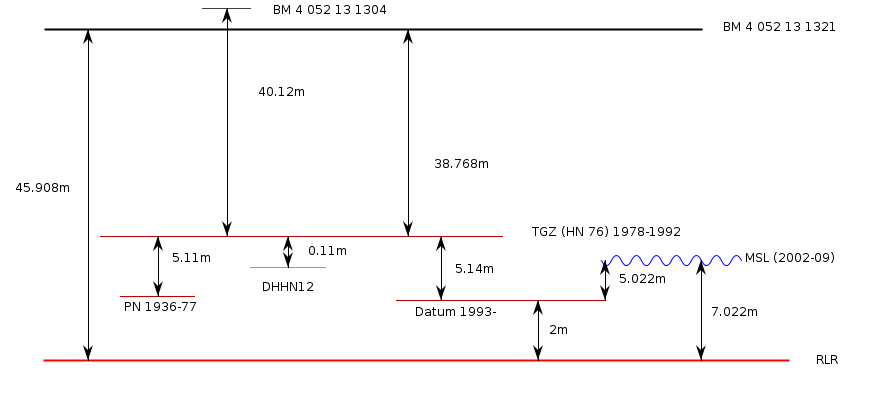 BM 4 052 13 1304
BM 4 052 13 1321
40.12m
38.768m
45.908m
TGZ (HN 76) 1978-1992
5.11m
0.11m
MSL (2002-09)
5.14m
5.022m
DHHN12
PN 1936-77
Datum 1993-
7.022m
2m
RLR